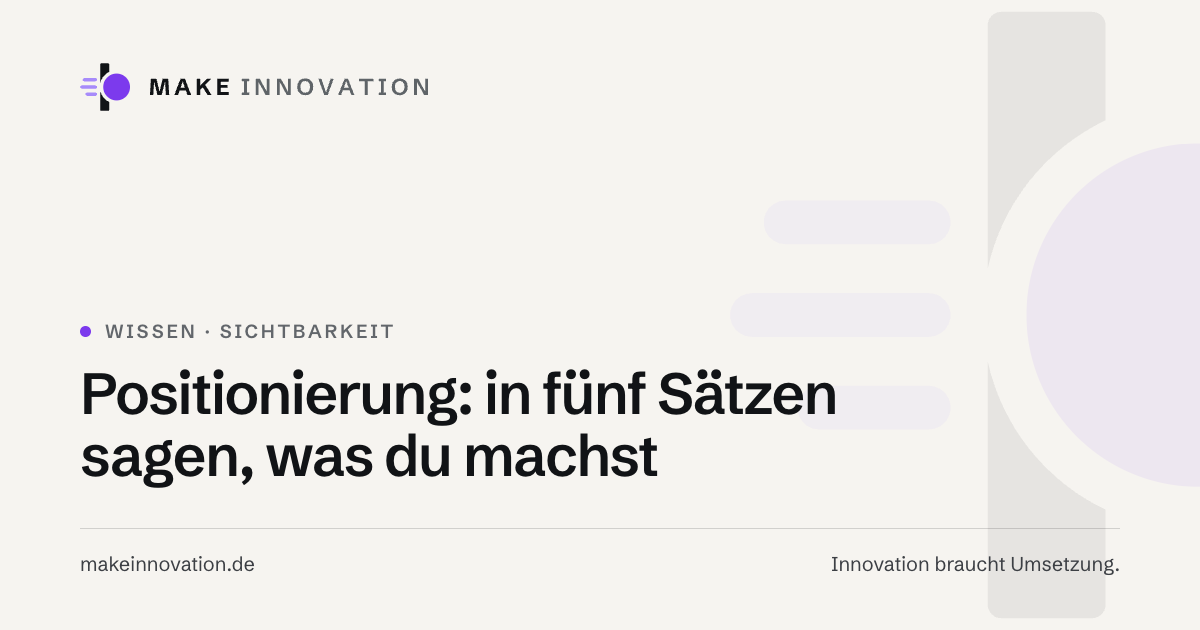 MAKE INNOVATION
WISSEN · SICHTBARKEIT
Positionierung: in fünf Sätzen
sagen, was du machst
makeinnovation.de
Innovation braucht Umsetzung.